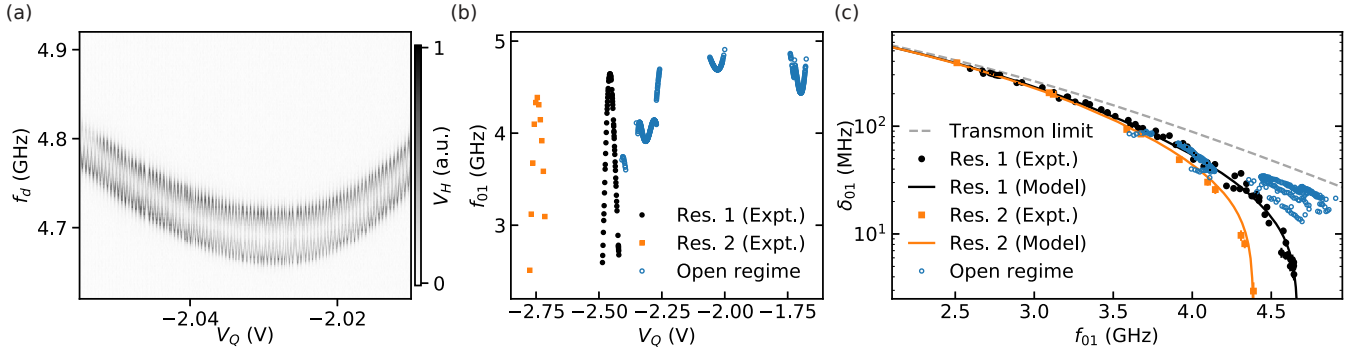 (a)
4.9
4.8
4.7
f_d (GHz)
−2.04
−2.02
V_Q (V)
1
0
V_H (a.u.)
(b)
5
4
3
f_01 (GHz)
−2.75
−2.50
−2.25
−2.00
−1.75
V_Q (V)
Res. 1 (Expt.)
Res. 2 (Expt.)
Open regime
(c)
10^2
10^1
δ_01 (MHz)
2.5
3.0
3.5
4.0
4.5
f_01 (GHz)
Transmon limit
Res. 1 (Expt.)
Res. 1 (Model)
Res. 2 (Expt.)
Res. 2 (Model)
Open regime